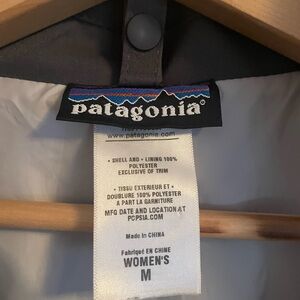 patagonia®
www.patagonia.com
• SHELL AND • LINING 100%
POLYESTER
EXCLUSIVE OF TRIM
• TISSU EXTERIEUR ET •
DOUBLURE 100% POLYESTER
A PART LA GARNITURE
MFG DATE AND LOCATION AT
PCPSIA.COM
Made in CHINA
Fabriqué EN CHINE
WOMEN'S
M